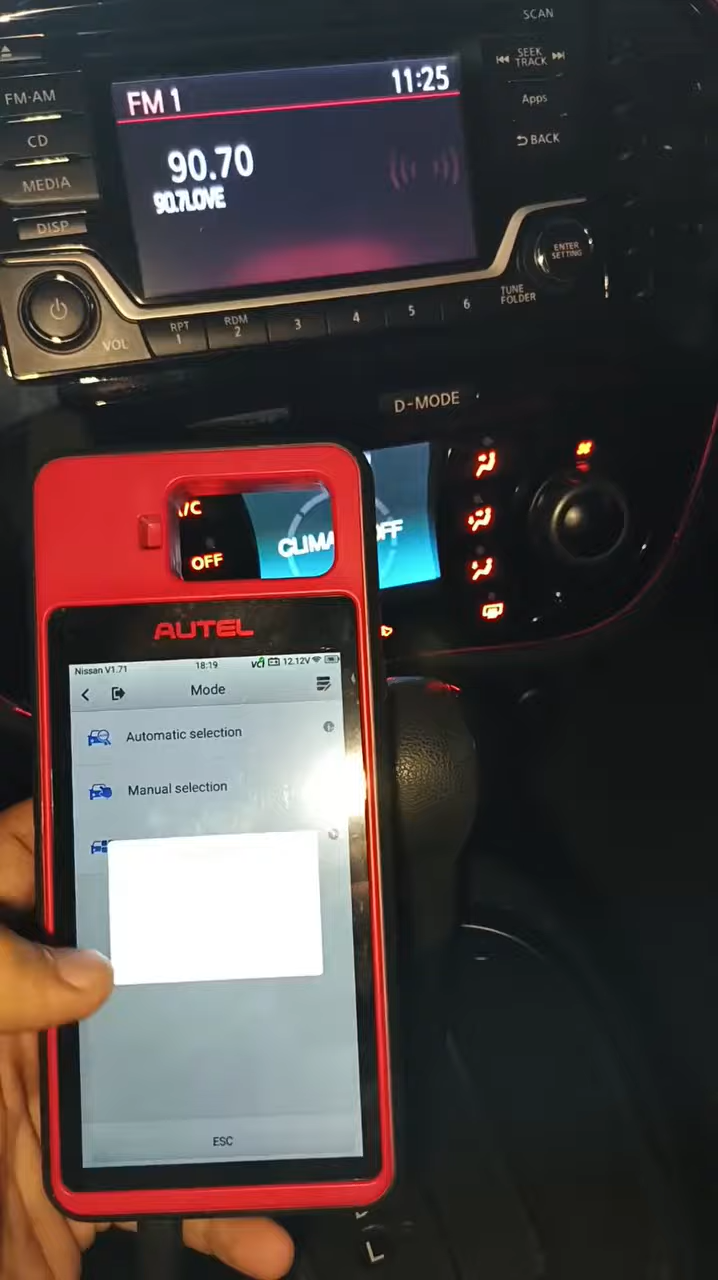 SCAN
SEEK
TRACK
FM-AM
CD
MEDIA
DISP
Apps
BACK
FM 1
11:25
90.70
90.7LOVE
ENTER
SETTING
TUNE
FOLDER
VOL
RPT
1
RDM
2
3
4
5
6
D-MODE
/C
OFF
CLIMA
OFF
AUTEL
Nissan V1.71
18:19
VCI
12.12V
Mode
Automatic selection
Manual selection
ESC
L